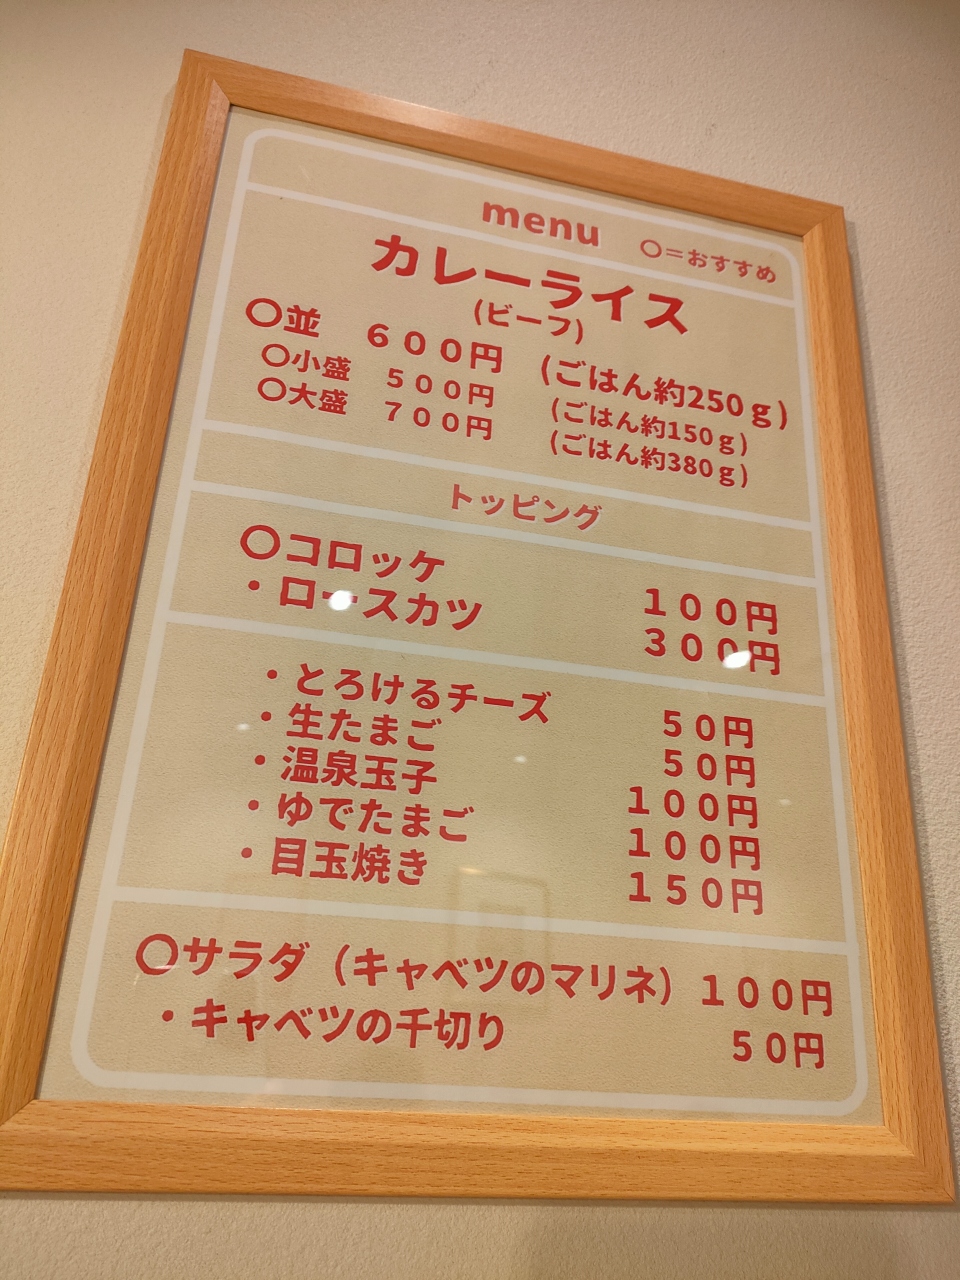 menu
〇＝おすすめ
カレーライス
(ビーフ)
〇並　６００円　(ごはん約250ｇ)
〇小盛　５００円　(ごはん約150ｇ)
〇大盛　７００円　(ごはん約380ｇ)
トッピング
〇コロッケ　１００円
・ロースカツ　３００円
・とろけるチーズ　５０円
・生たまご　５０円
・温泉玉子　１００円
・ゆでたまご　１００円
・目玉焼き　１５０円
〇サラダ（キャベツのマリネ）１００円
・キャベツの千切り　５０円